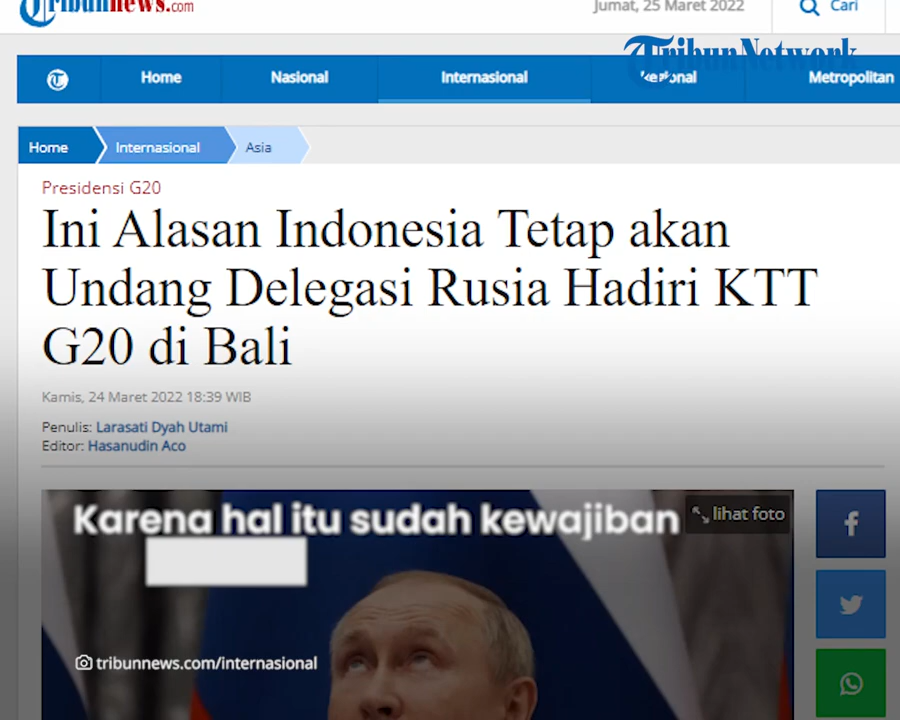 Tribunnews.com
Jumat, 25 Maret 2022
Cari
TribunNetwork
Home
Nasional
Internasional
Regional
Metropolitan
Home
Internasional
Asia
Presidensi G20
Ini Alasan Indonesia Tetap akan
Undang Delegasi Rusia Hadiri KTT
G20 di Bali
Kamis, 24 Maret 2022 18:39 WIB
Penulis: Larasati Dyah Utami
Editor: Hasanudin Aco
Karena hal itu sudah kewajiban
lihat foto
tribunnews.com/internasional